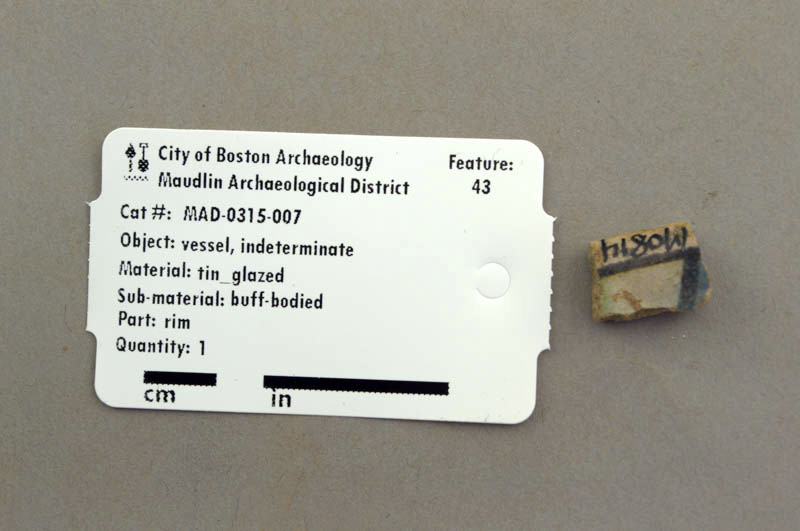 City of Boston Archaeology
Maudlin Archaeological District
Feature:
43
Cat #: MAD-0315-007
Object: vessel, indeterminate
Material: tin_glazed
Sub-material: buff-bodied
Part: rim
Quantity: 1
cm
in
M0814